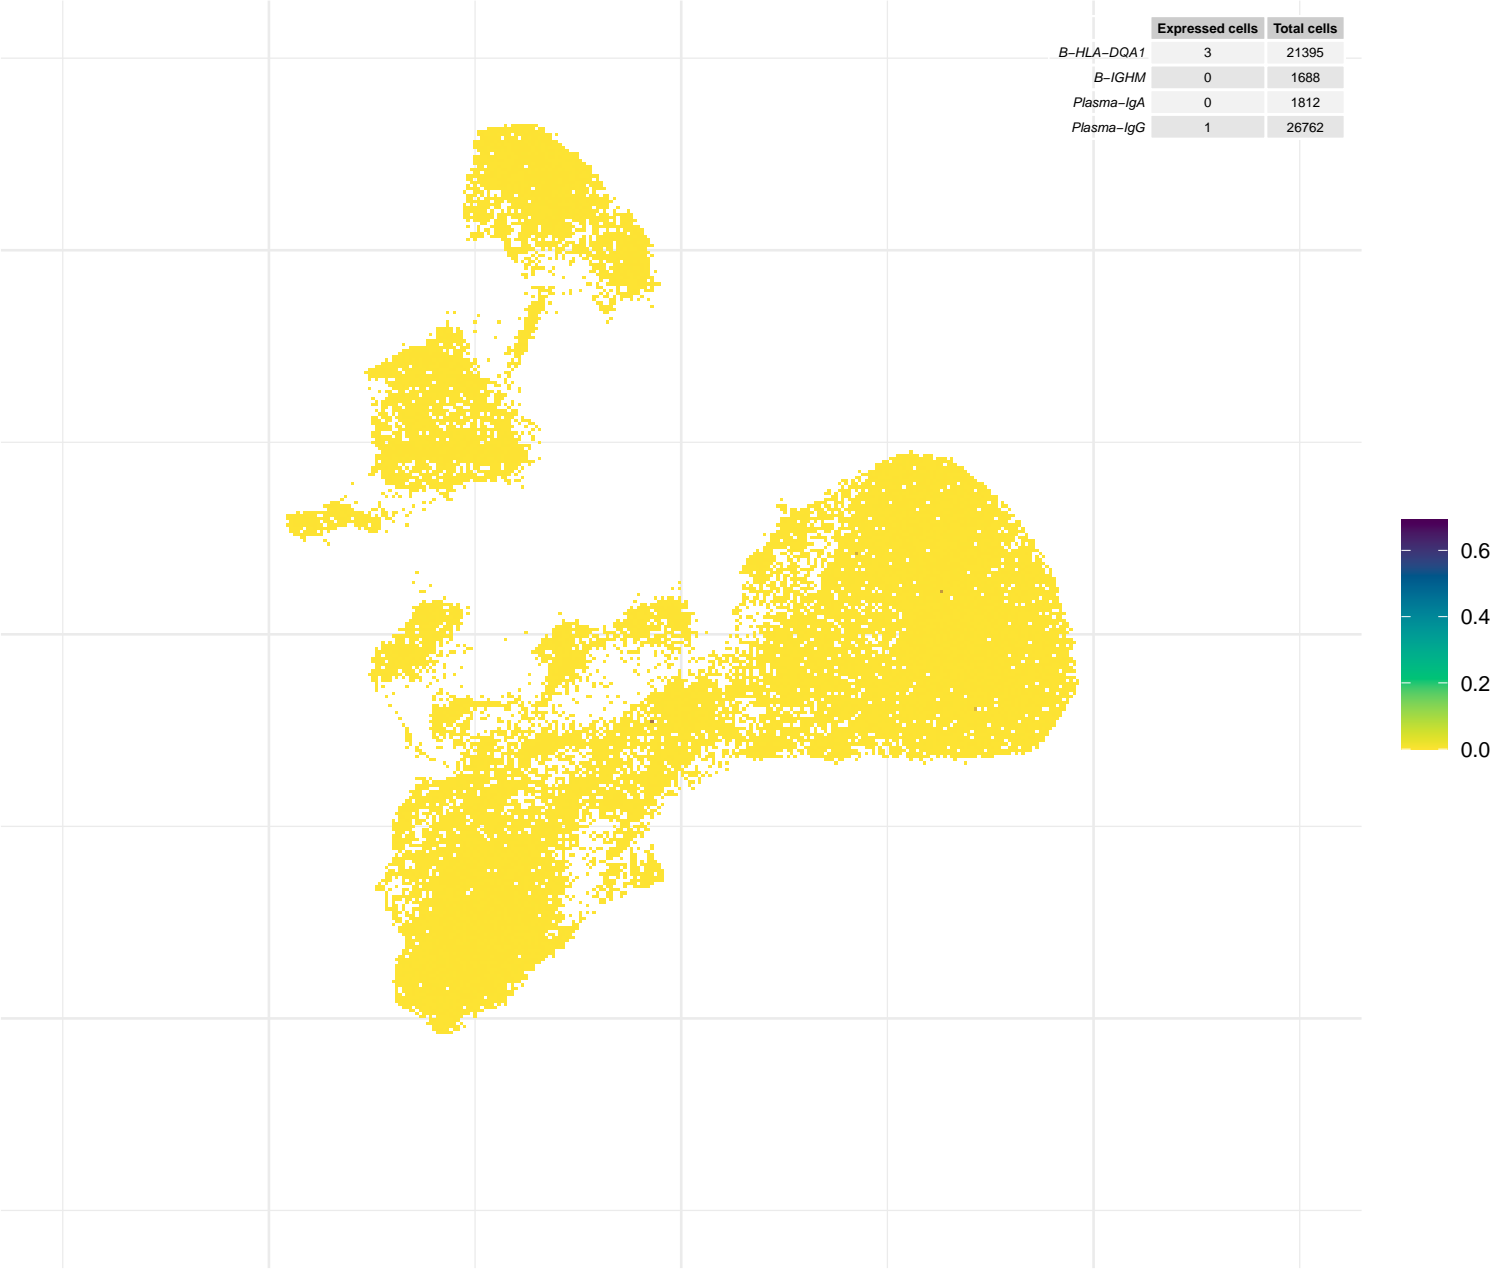 Expressed cells Total cells
B−HLA−DQA1 3 21395
B−IGHM 0 1688
Plasma−IgA 0 1812
Plasma−IgG 1 26762
0.6
0.4
0.2
0.0